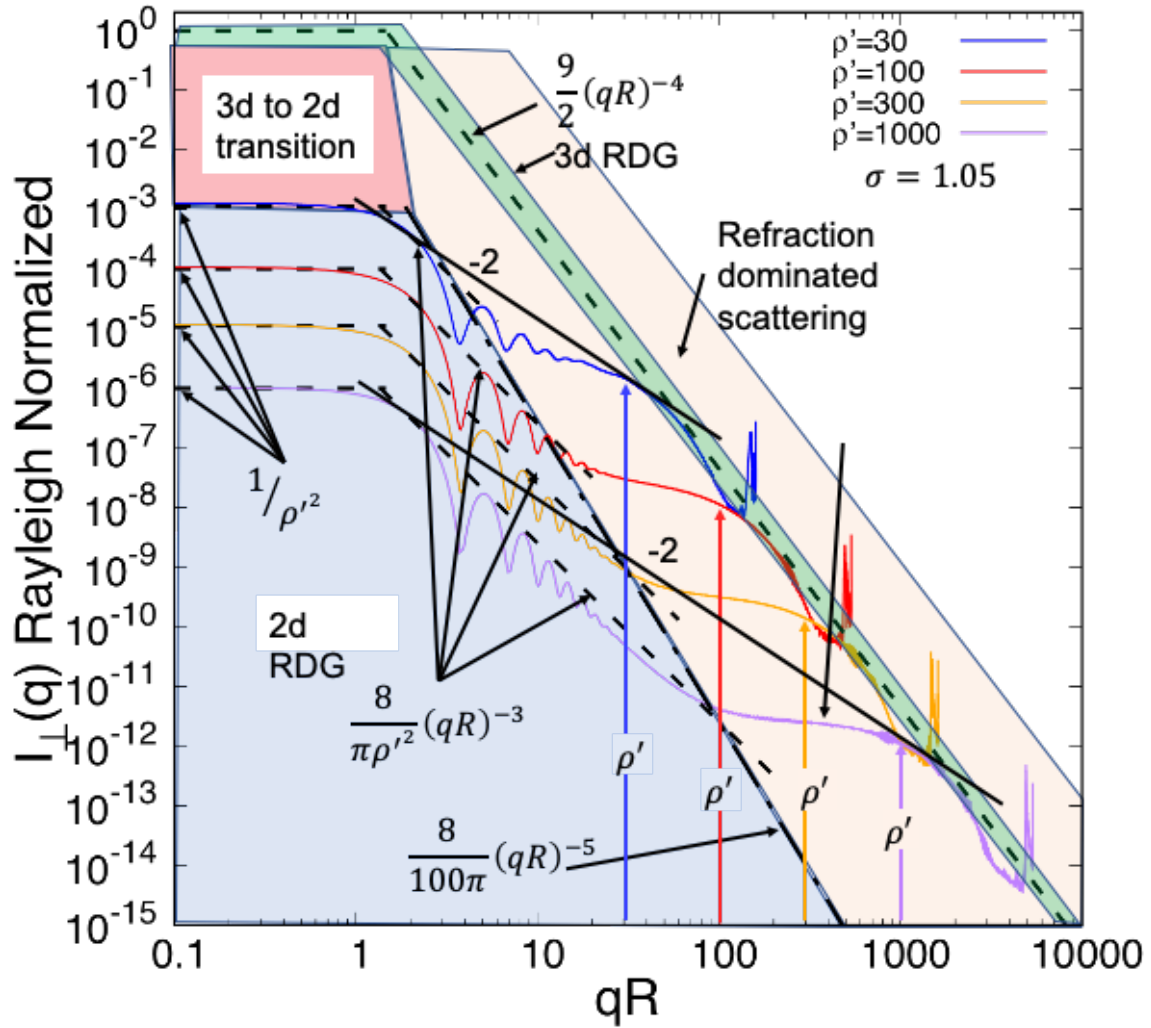 10^0
10^-1
10^-2
10^-3
10^-4
10^-5
10^-6
10^-7
10^-8
10^-9
10^-10
10^-11
10^-12
10^-13
10^-14
10^-15
I⊥(q) Rayleigh Normalized
3d to 2d
transition
9/2 (qR)^-4
3d RDG
ρ'=30
ρ'=100
ρ'=300
ρ'=1000
σ = 1.05
Refraction
dominated
scattering
-2
-2
1/ρ'^2
2d
RDG
8/πρ'^2 (qR)^-3
8/100π (qR)^-5
ρ'
ρ'
ρ'
ρ'
0.1
1
10
100
1000
10000
qR